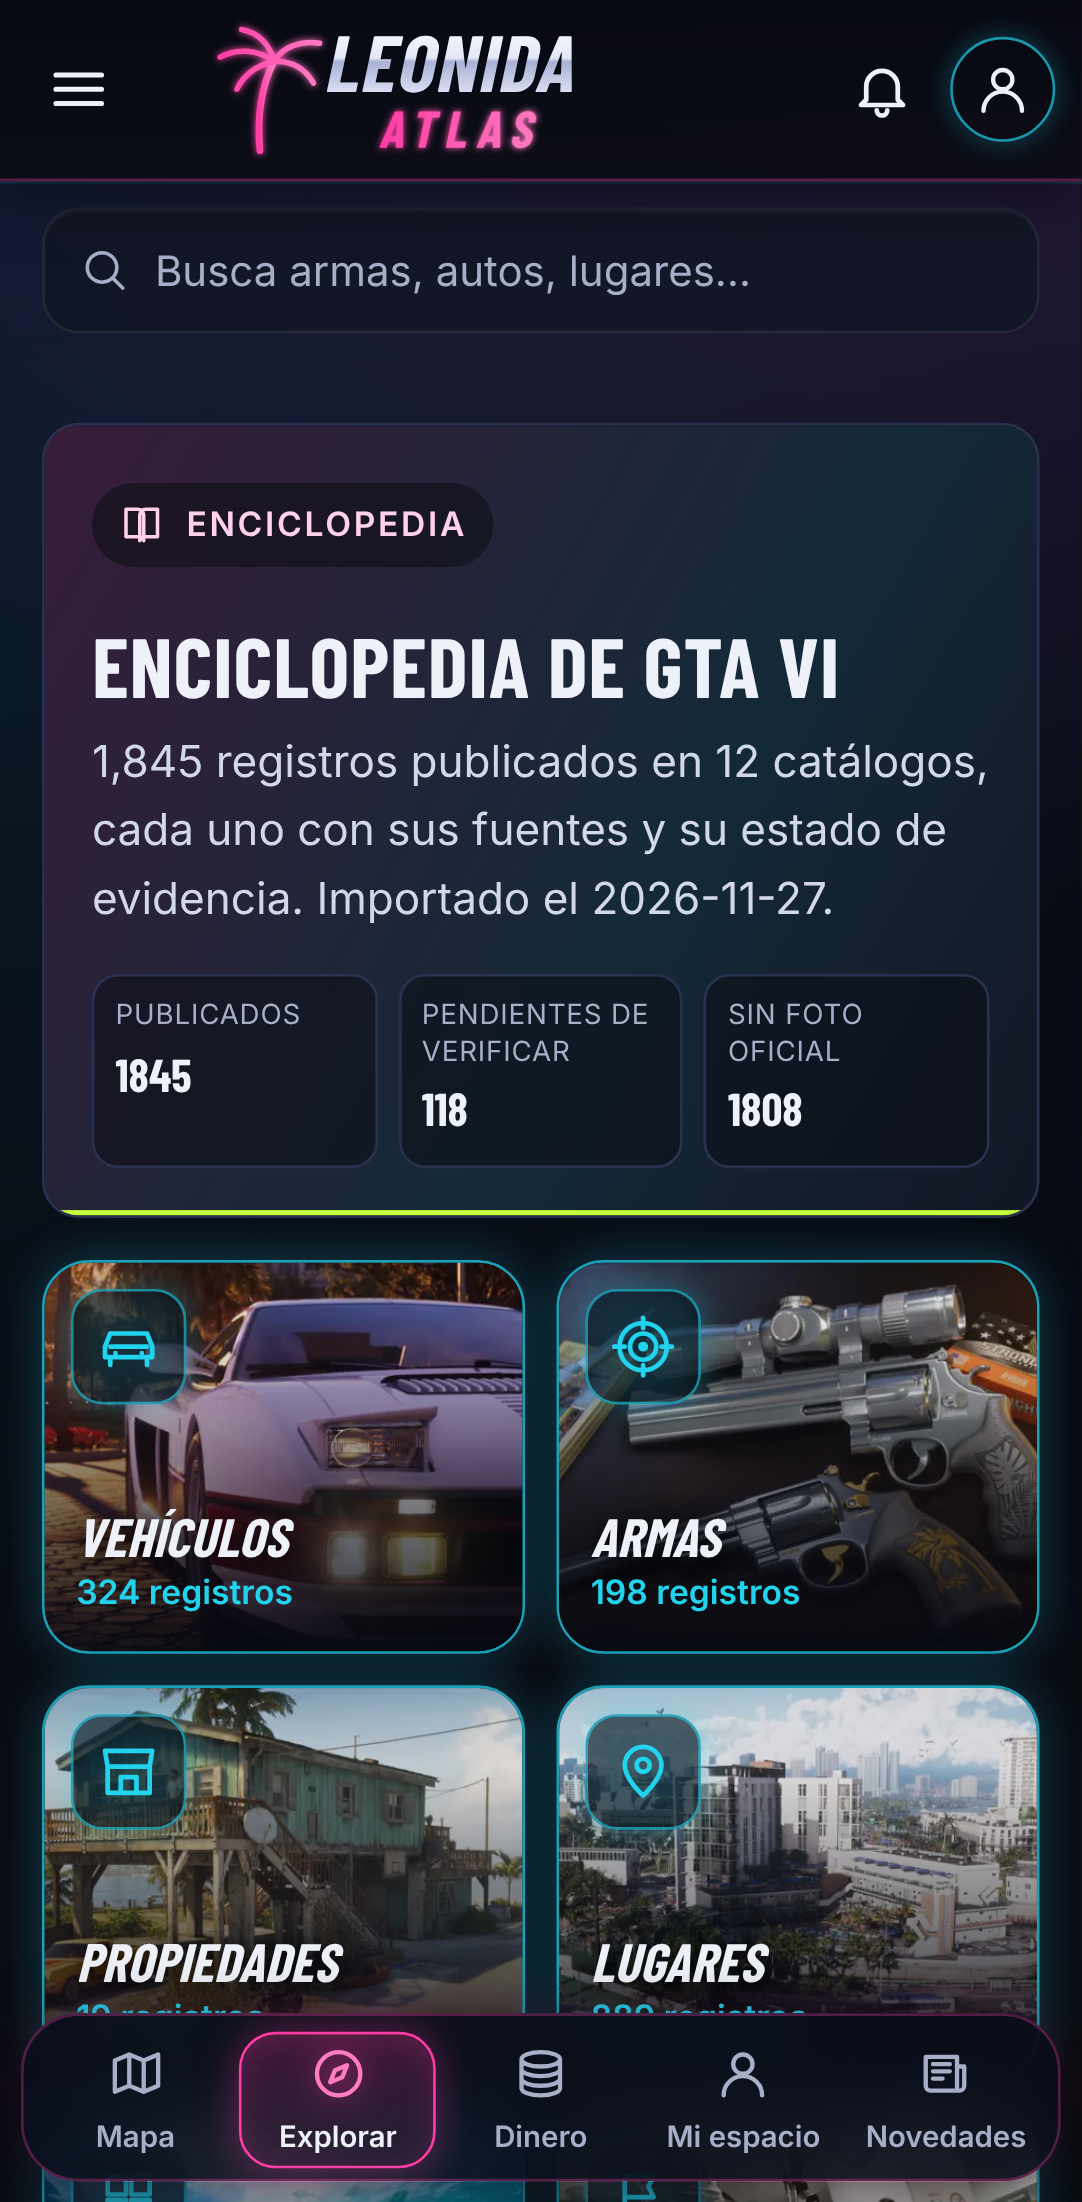 LEONIDA
ATLAS
Busca armas, autos, lugares...
ENCICLOPEDIA
ENCICLOPEDIA DE GTA VI
1,845 registros publicados en 12 catálogos,
cada uno con sus fuentes y su estado de
evidencia. Importado el 2026-11-27.
PUBLICADOS
1845
PENDIENTES DE
VERIFICAR
118
SIN FOTO
OFICIAL
1808
VEHÍCULOS
324 registros
ARMAS
198 registros
PROPIEDADES
registros
LUGARES
registros
Mapa
Explorar
Dinero
Mi espacio
Novedades